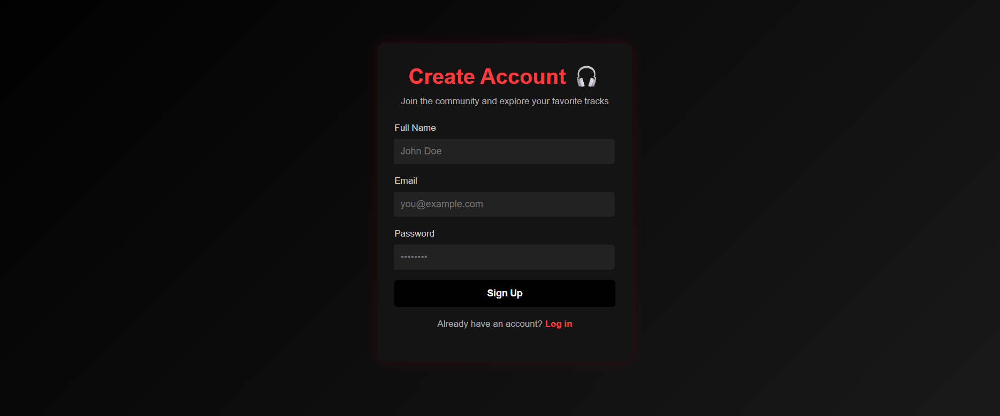 Create Account 🎧
Join the community and explore your favorite tracks
Full Name
John Doe
Email
you@example.com
Password
••••••••
Sign Up
Already have an account? Log in